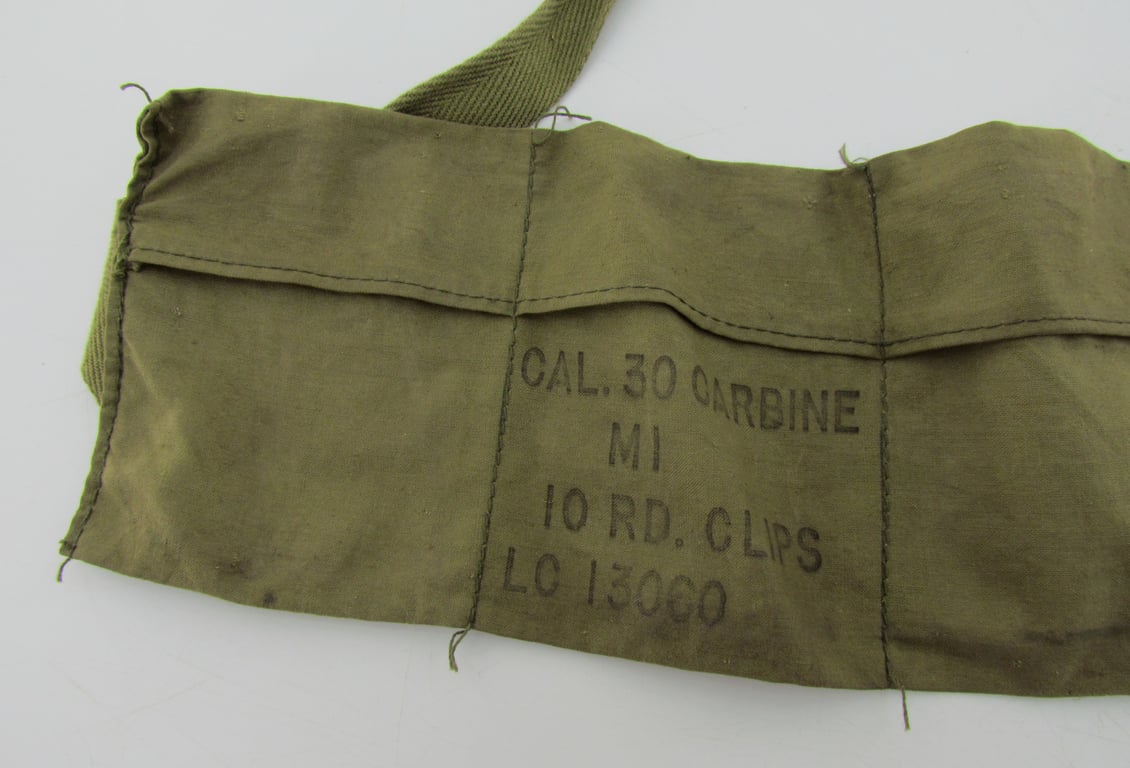 CAL. 30 CARBINE
M1
10 RD. CLIPS
LC 13060